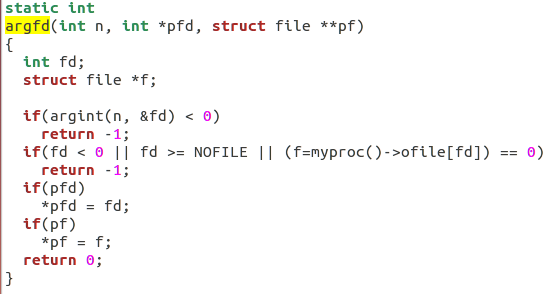 static int
argfd(int n, int *pfd, struct file **pf)
{
  int fd;
  struct file *f;

  if(argint(n, &fd) < 0)
    return -1;
  if(fd < 0 || fd >= NOFILE || (f=myproc()->ofile[fd]) == 0)
    return -1;
  if(pfd)
    *pfd = fd;
  if(pf)
    *pf = f;
  return 0;
}